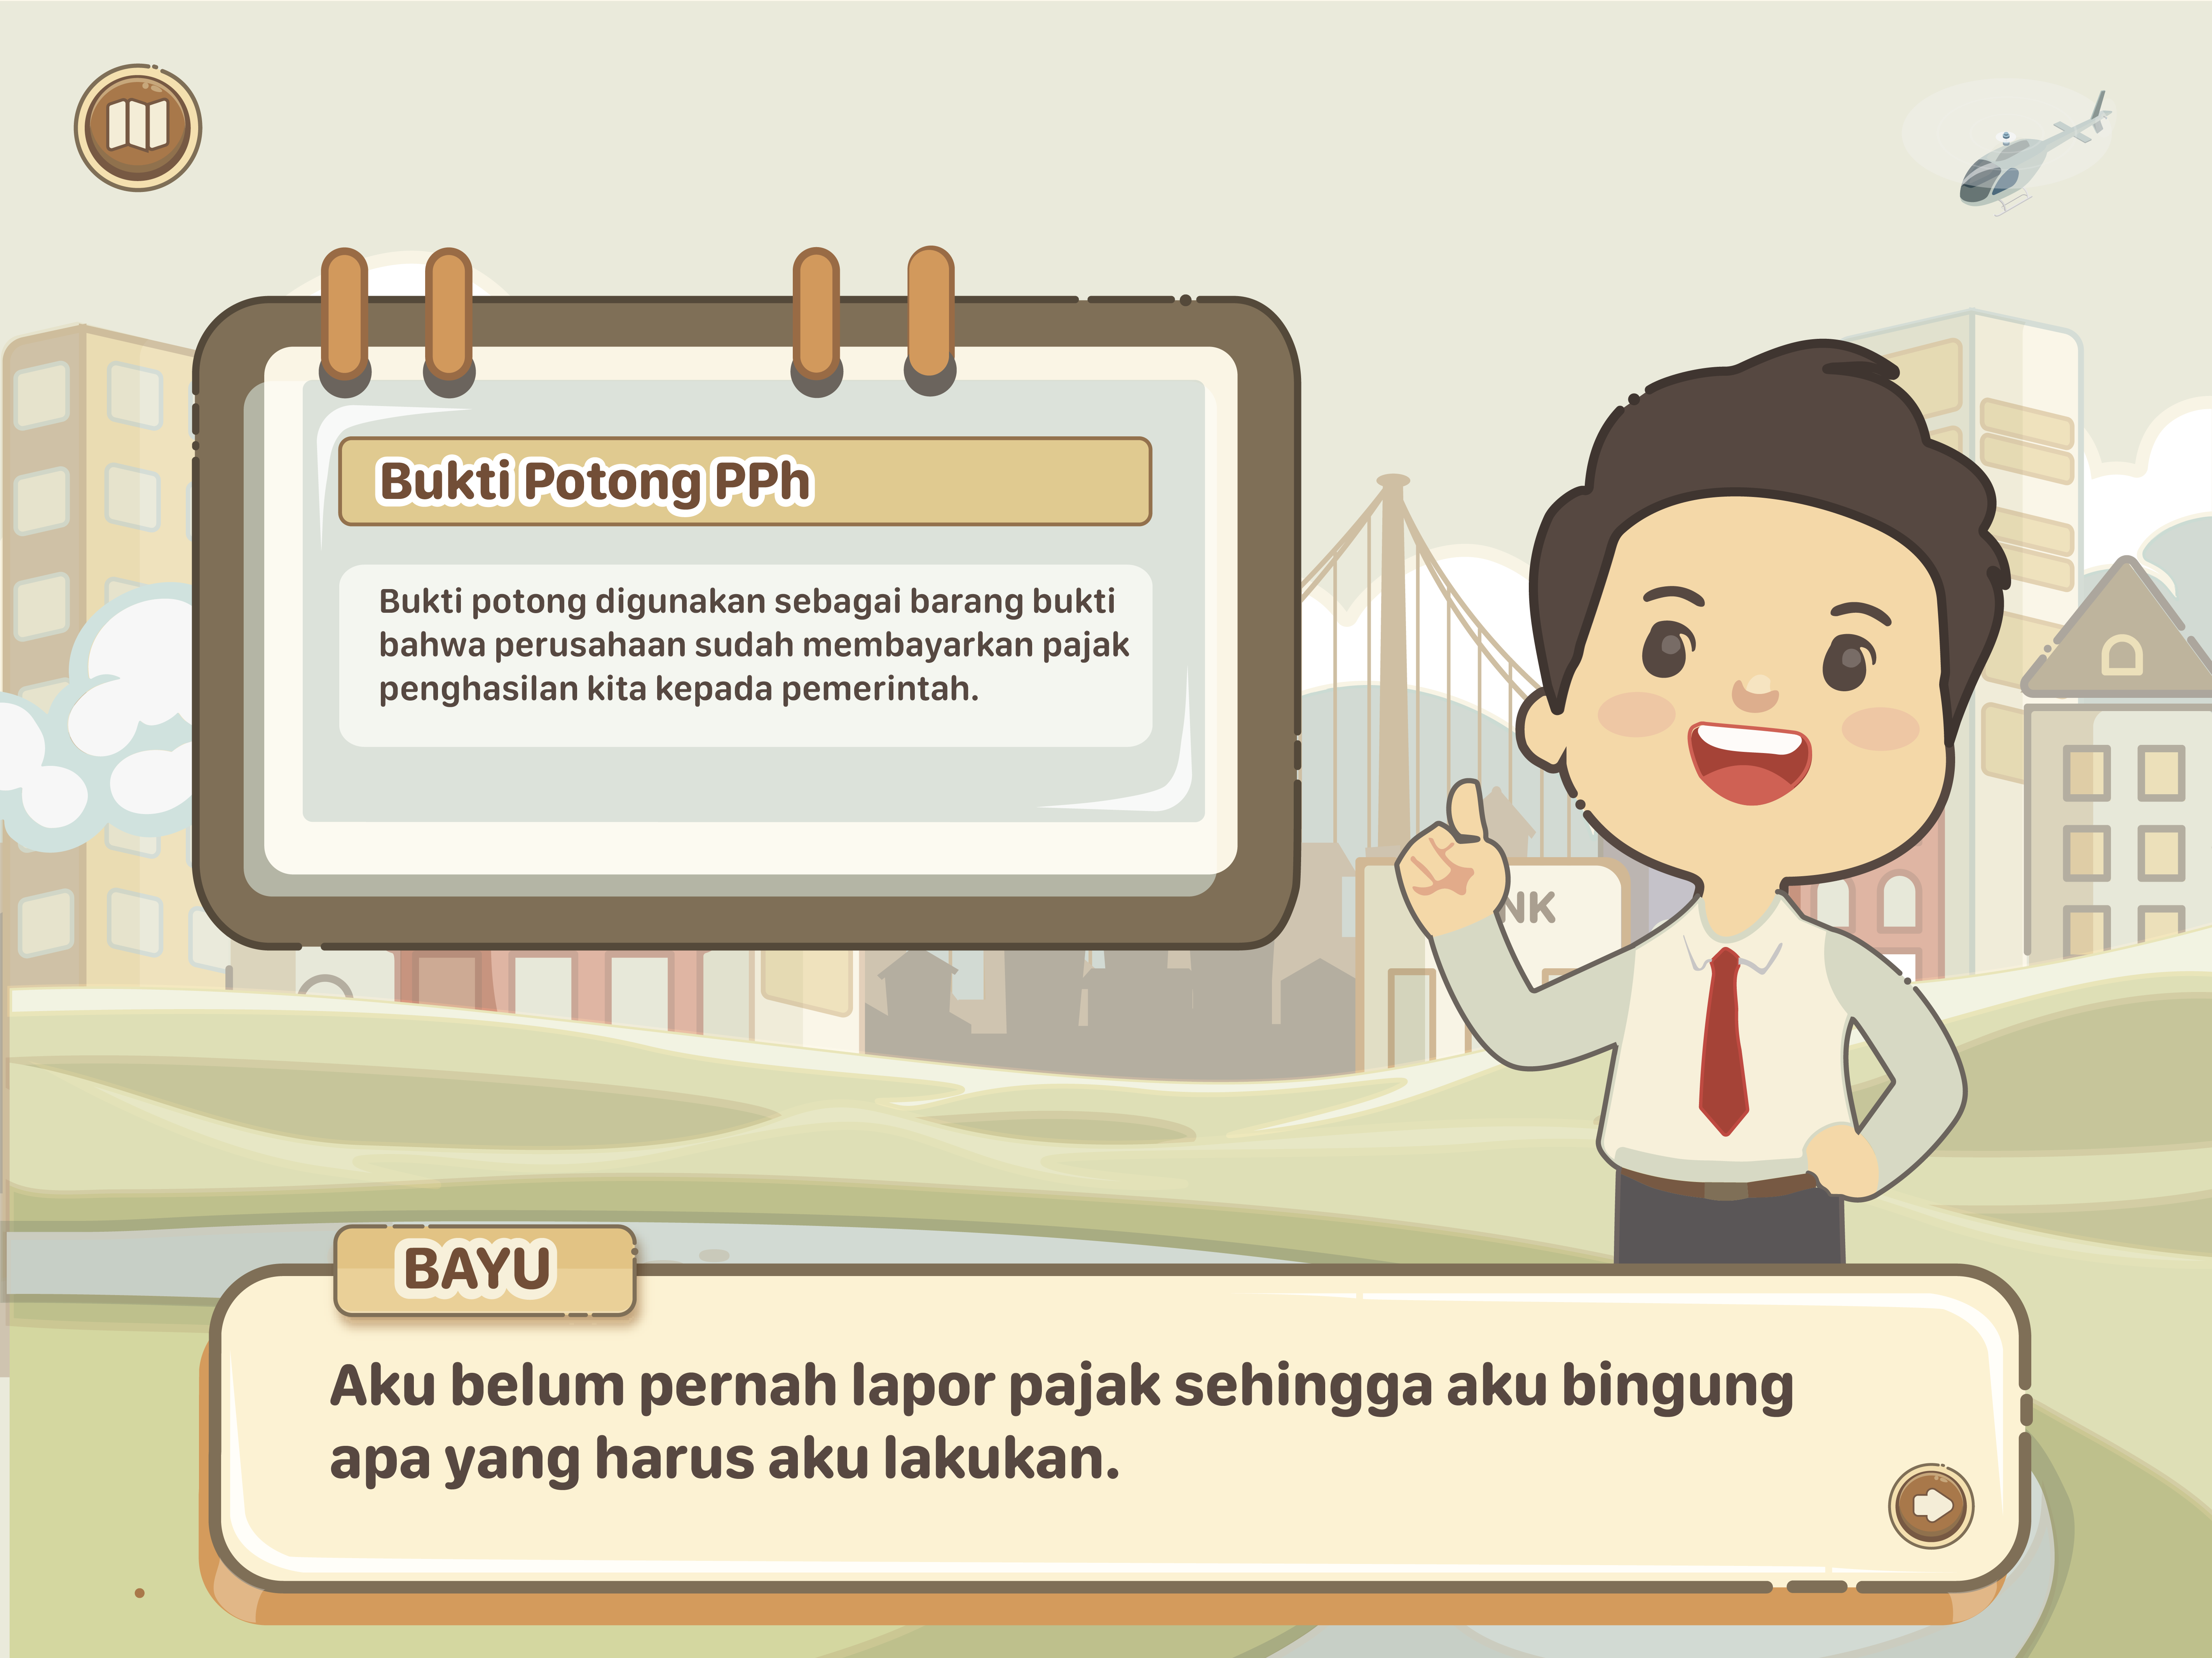 Bukti Potong PPh
Bukti potong digunakan sebagai barang bukti
bahwa perusahaan sudah membayarkan pajak
penghasilan kita kepada pemerintah.
NK
BAYU
Aku belum pernah lapor pajak sehingga aku bingung
apa yang harus aku lakukan.